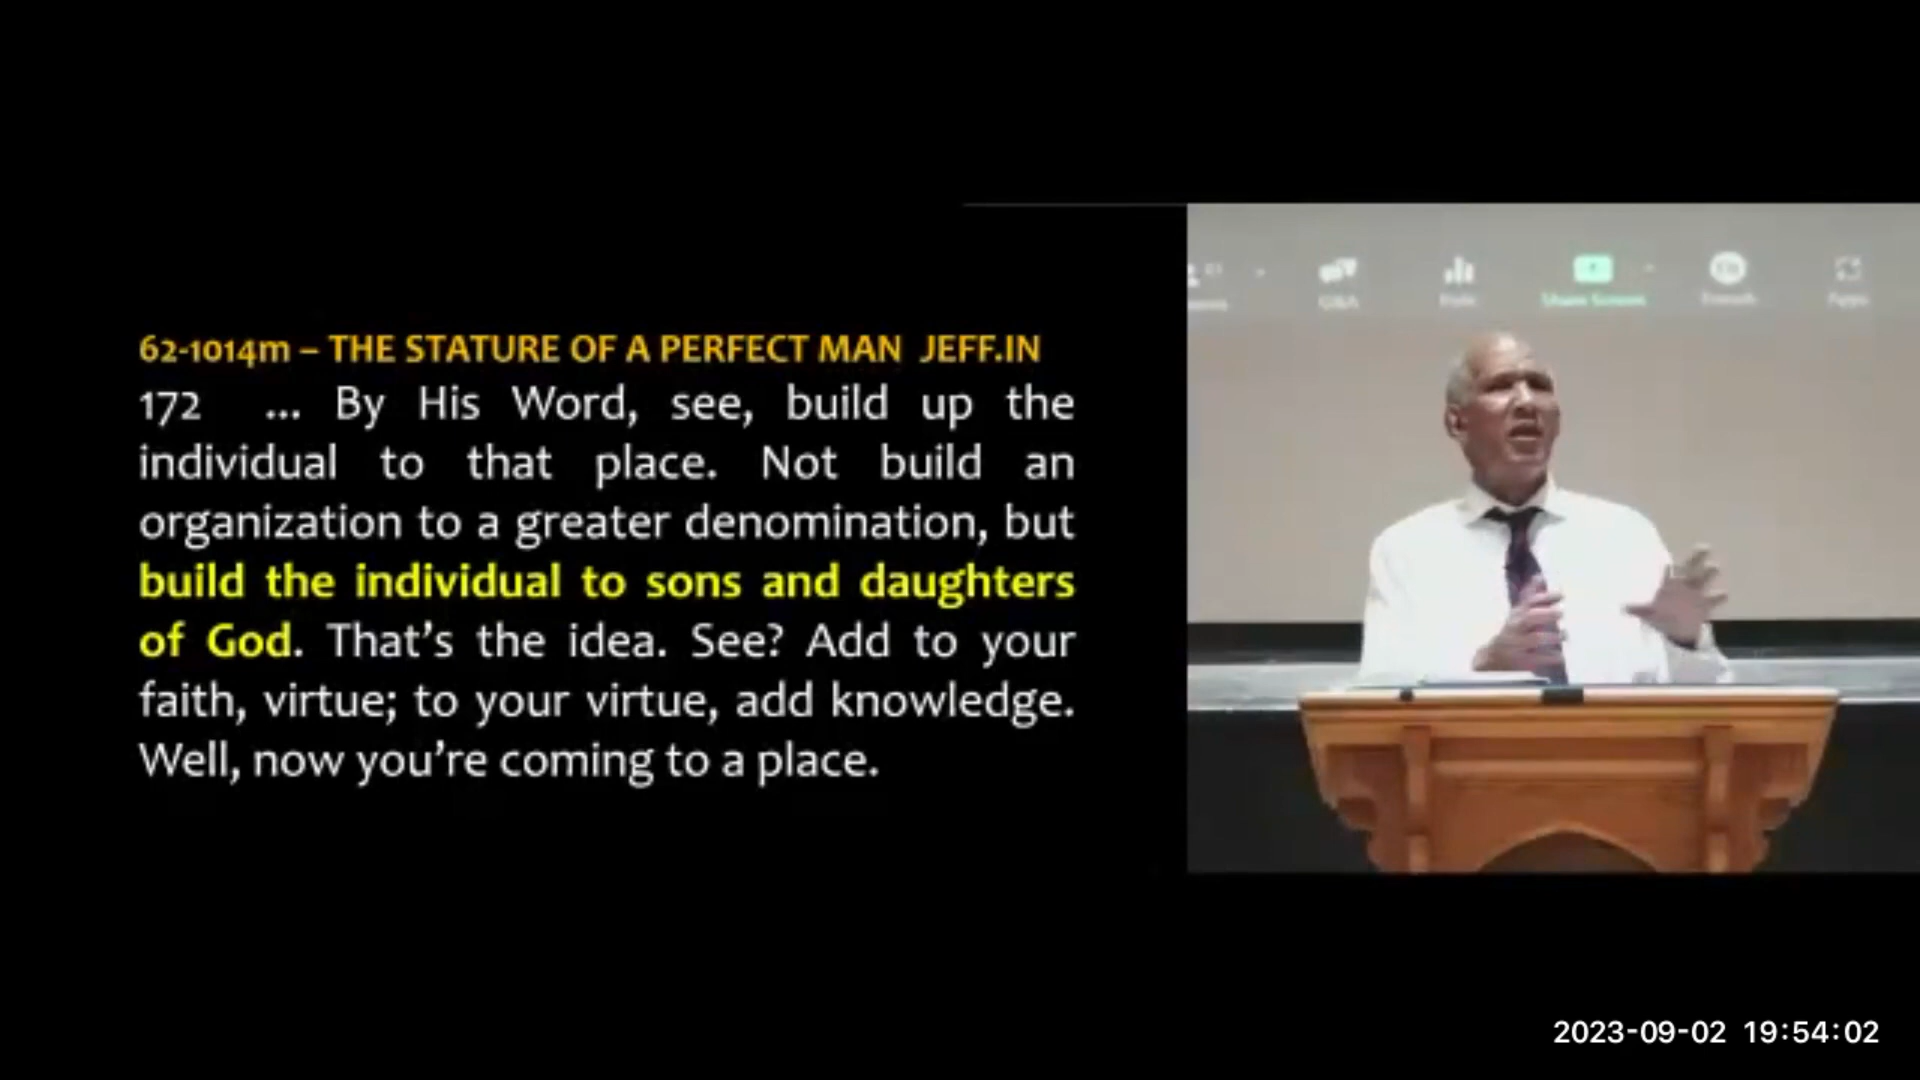 62-1014m – THE STATURE OF A PERFECT MAN JEFF.IN
172 ... By His Word, see, build up the
individual to that place. Not build an
organization to a greater denomination, but
build the individual to sons and daughters
of God. That’s the idea. See? Add to your
faith, virtue; to your virtue, add knowledge.
Well, now you’re coming to a place.
Q&A
Share Screen
Apps
2023-09-02 19:54:02